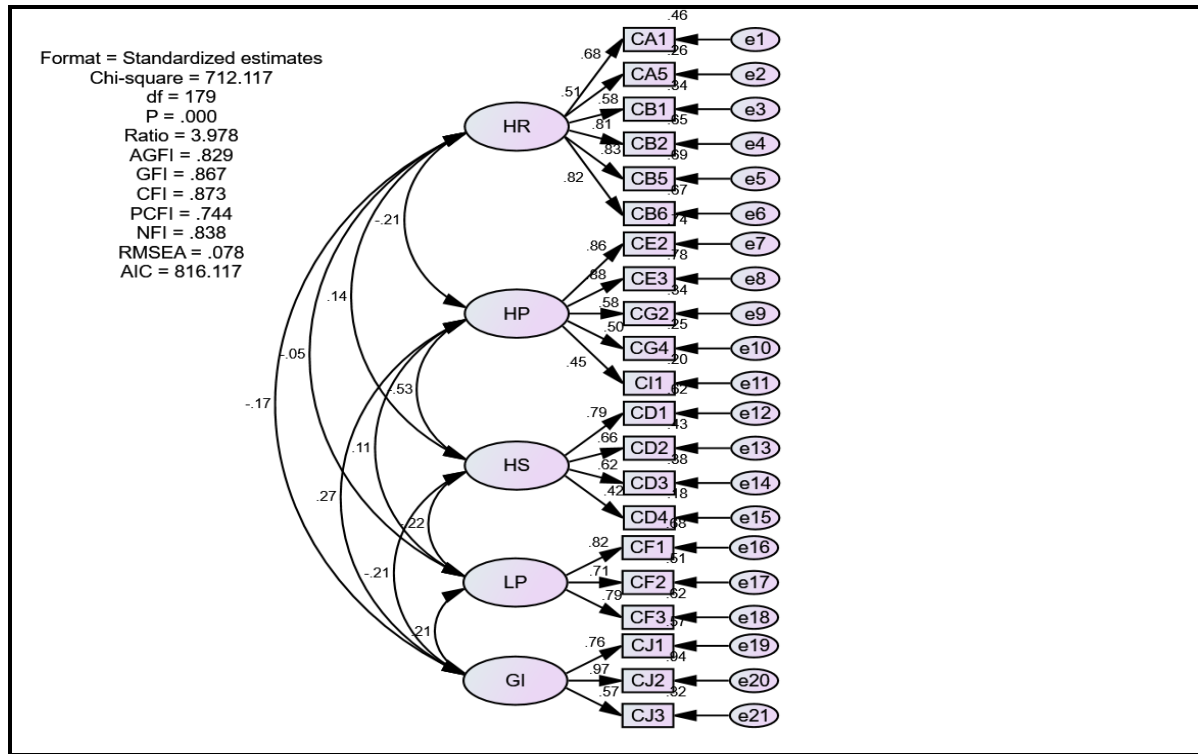 Format = Standardized estimates
Chi-square = 712.117
df = 179
P = .000
Ratio = 3.978
AGFI = .829
GFI = .867
CFI = .873
PCFI = .744
NFI = .838
RMSEA = .078
AIC = 816.117
.46
CA1
e1
.68
.26
CA5
e2
.51
.34
CB1
e3
.58
.65
HR
CB2
e4
.81
.69
CB5
e5
.83
.67
CB6
e6
.82
.74
-.21
CE2
e7
.86
.78
CE3
e8
.88
.34
.14
HP
CG2
e9
.58
.25
CG4
e10
.50
.20
-.05
CI1
e11
.45
.62
-.17
.53
CD1
e12
.79
.43
CD2
e13
.66
.38
.11
HS
CD3
e14
.62
.18
CD4
e15
.42
.68
.27
.22
CF1
e16
.82
.51
-.21
LP
CF2
e17
.71
.62
CF3
e18
.79
.57
.21
CJ1
e19
.76
.94
GI
CJ2
e20
.97
.32
CJ3
e21
.57